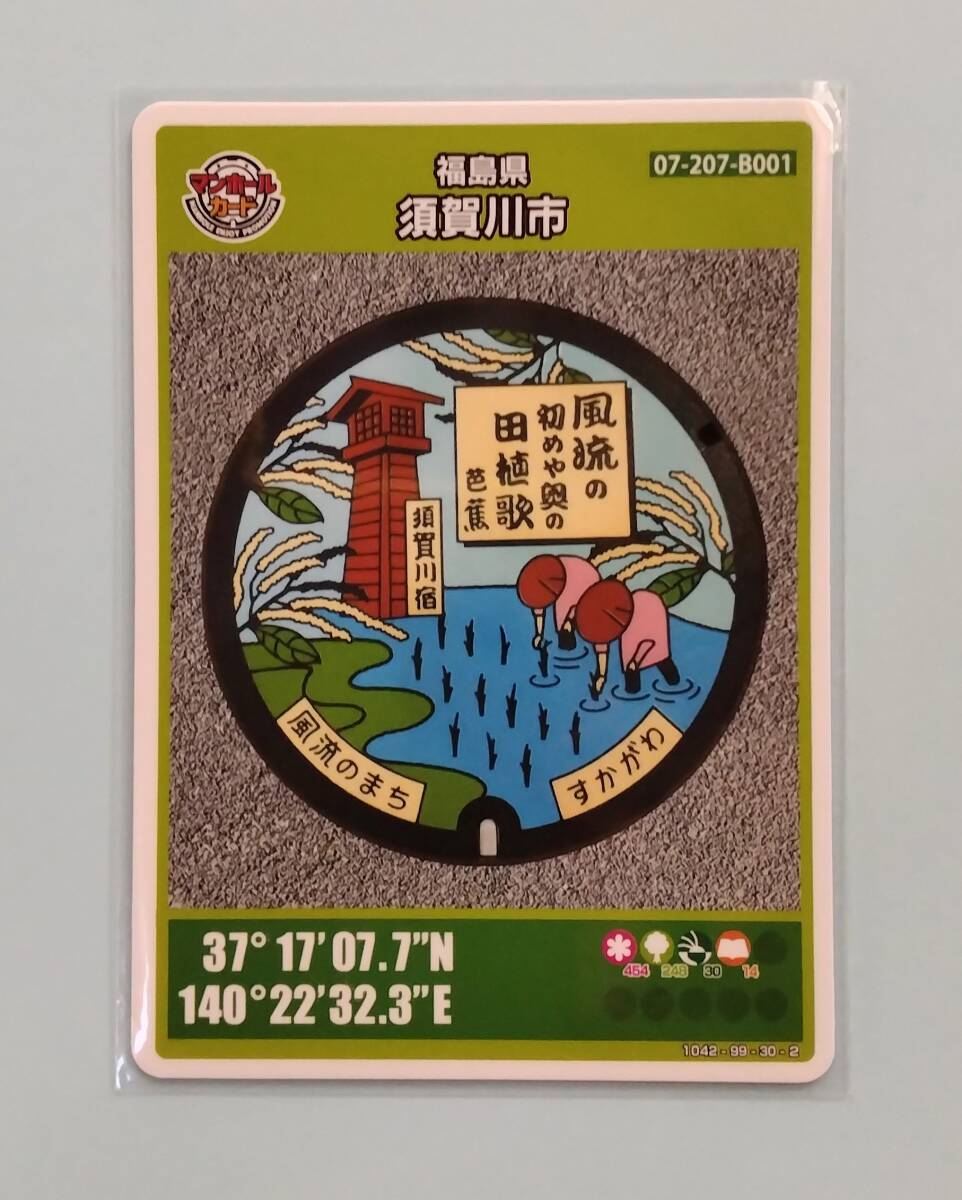 マンホール
カード
福島県
須賀川市
07-207-B001
風流の
初めや奥の
田植歌
芭蕉
須賀川宿
風流のまち
すかがわ
37°17'07.7"N
140°22'32.3"E
454 248 30 14
1042-99-30-2